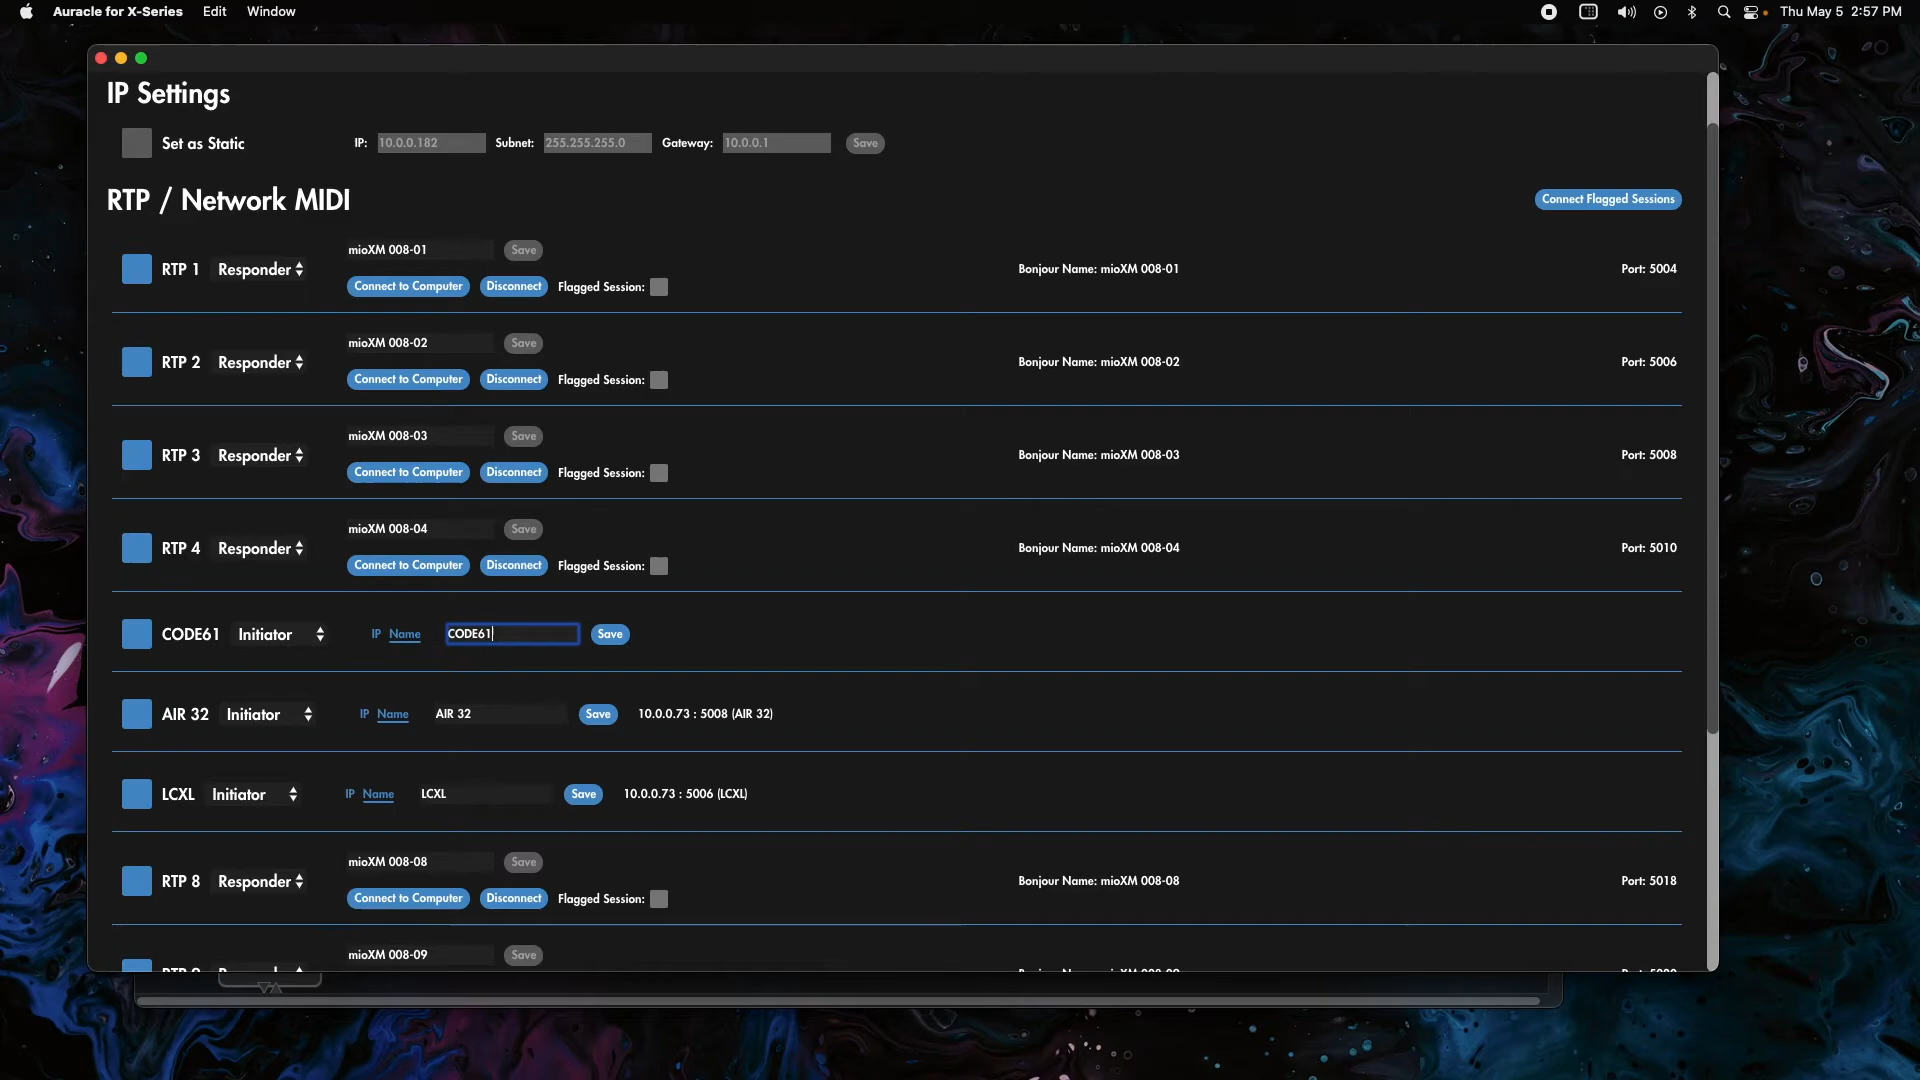 Auracle for X-Series Edit Window Thu May 5 2:57 PM
IP Settings
Set as Static IP: 10.0.0.182 Subnet: 255.255.255.0 Gateway: 10.0.0.1 Save
RTP / Network MIDI Connect Flagged Sessions
mioXM 008-01 Save
RTP 1 Responder Bonjour Name: mioXM 008-01 Port: 5004
Connect to Computer Disconnect Flagged Session:
mioXM 008-02 Save
RTP 2 Responder Bonjour Name: mioXM 008-02 Port: 5006
Connect to Computer Disconnect Flagged Session:
mioXM 008-03 Save
RTP 3 Responder Bonjour Name: mioXM 008-03 Port: 5008
Connect to Computer Disconnect Flagged Session:
mioXM 008-04 Save
RTP 4 Responder Bonjour Name: mioXM 008-04 Port: 5010
Connect to Computer Disconnect Flagged Session:
CODE61 Initiator IP Name CODE61 Save
AIR 32 Initiator IP Name AIR 32 Save 10.0.0.73 : 5008 (AIR 32)
LCXL Initiator IP Name LCXL Save 10.0.0.73 : 5006 (LCXL)
mioXM 008-08 Save
RTP 8 Responder Bonjour Name: mioXM 008-08 Port: 5018
Connect to Computer Disconnect Flagged Session:
mioXM 008-09 Save